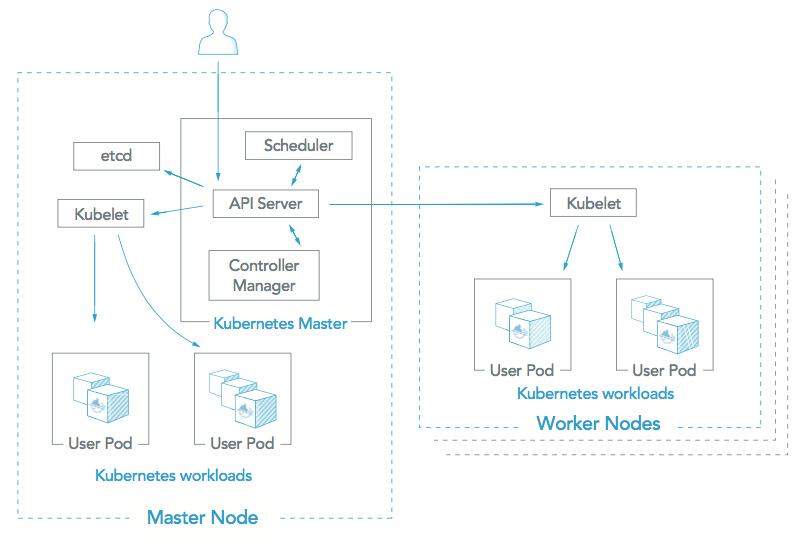 etcd
Scheduler
Kubelet
API Server
Controller
Manager
Kubernetes Master
User Pod
User Pod
Kubernetes workloads
Master Node
Kubelet
User Pod
User Pod
Kubernetes workloads
Worker Nodes